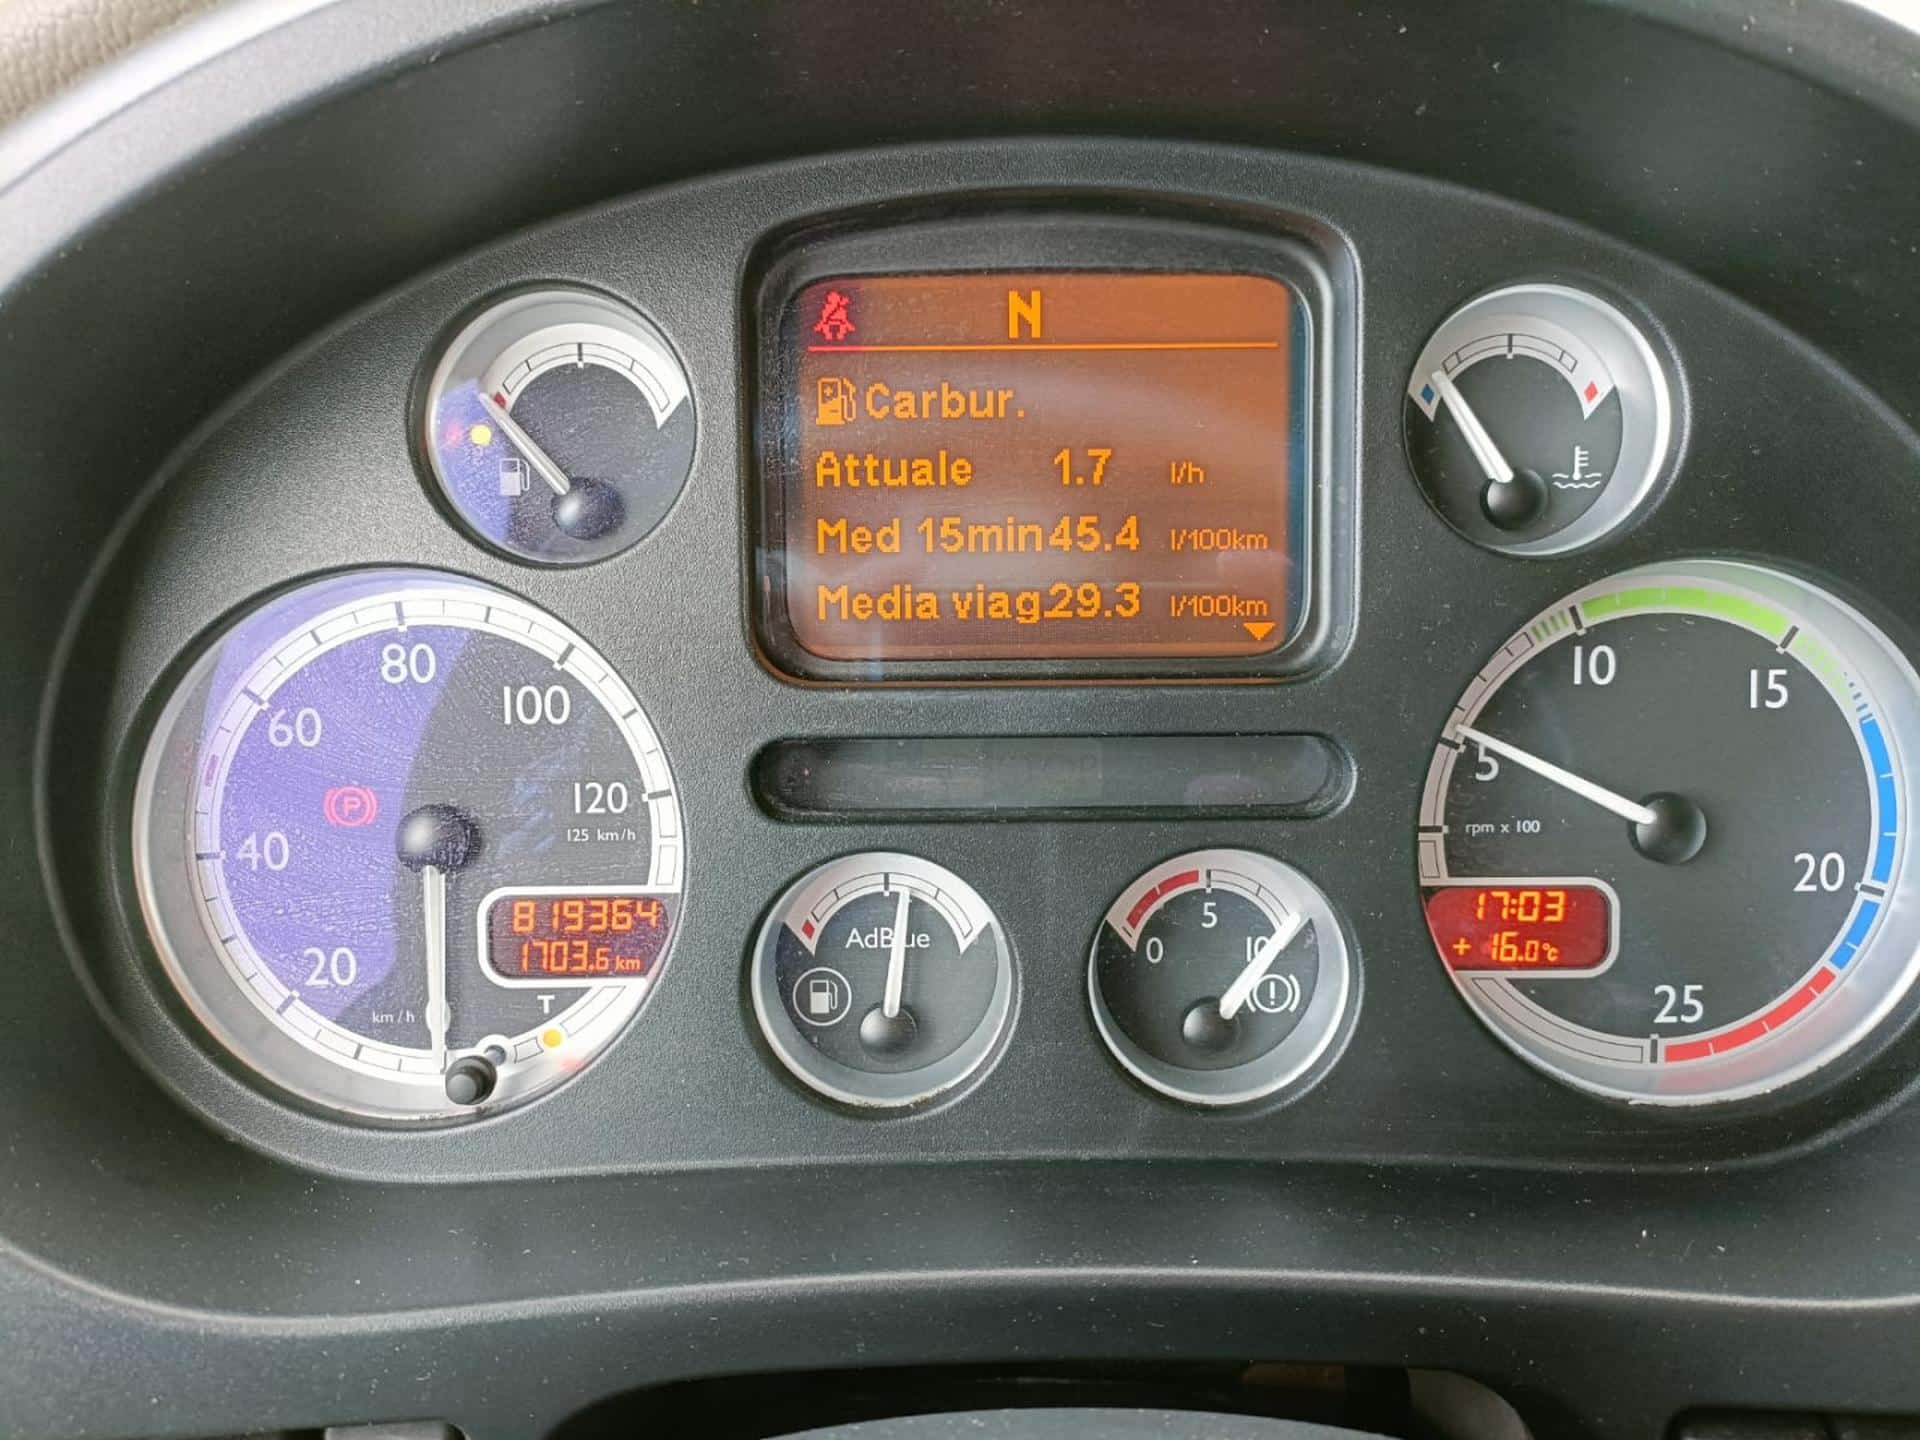 N
Carbur.
Attuale 1.7 l/h
Med 15min 45.4 l/100km
Media viag. 29.3 l/100km
20
40
60
80
100
120
125 km/h
km/h
P
819364
1703.6 km
T
AdBlue
0
5
10
5
10
15
20
25
rpm x 100
17:03
+ 16.0°C